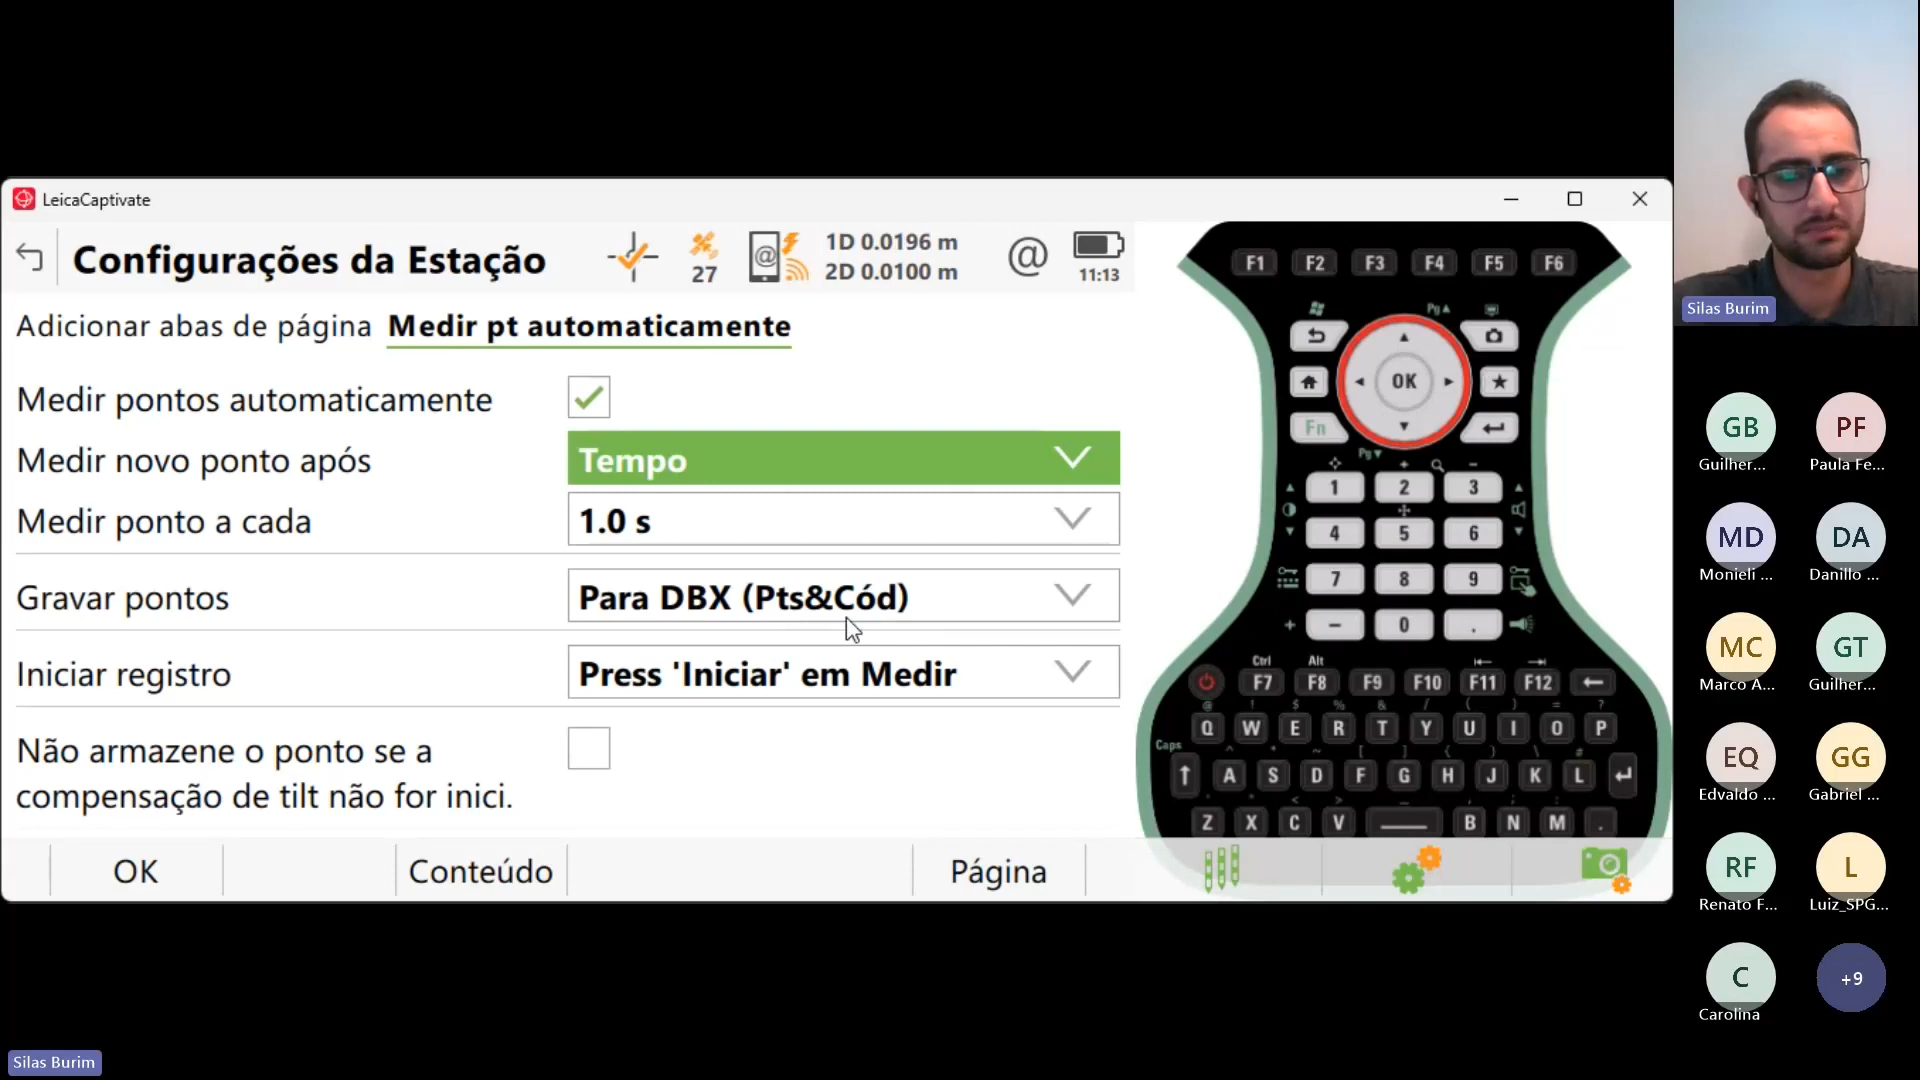 LeicaCaptivate
Configurações da Estação
27
@
1D 0.0196 m
2D 0.0100 m
@
11:13
Adicionar abas de página Medir pt automaticamente
Medir pontos automaticamente
Medir novo ponto após Tempo
Medir ponto a cada 1.0 s
Gravar pontos Para DBX (Pts&Cód)
Iniciar registro Press 'Iniciar' em Medir
Não armazene o ponto se a
compensação de tilt não for inici.
OK Conteúdo Página
F1 F2 F3 F4 F5 F6
Pg
OK
Fn
Pg
1 2 3
4 5 6
7 8 9
+ − 0 .
Ctrl Alt
F7 F8 F9 F10 F11 F12
@ ! $ % & / ( ) = ?
Q W E R T Y U I O P
Caps
A S D F G H J K L
Z X C V B N M .
Silas Burim
GB PF
Guilher... Paula Fe...
MD DA
Monieli ... Danillo ...
MC GT
Marco A... Guilher...
EQ GG
Edvaldo ... Gabriel ...
RF L
Renato F... Luiz_SPG...
C +9
Carolina
Silas Burim